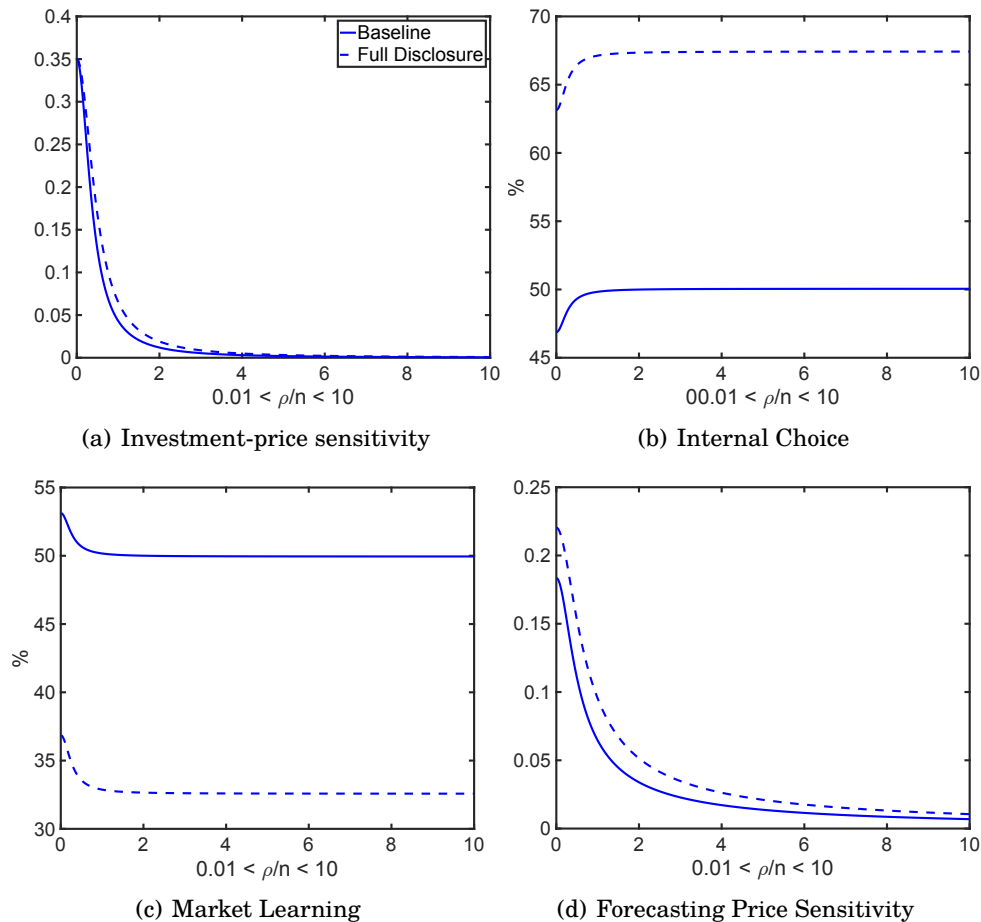 0.4
0.35
0.3
0.25
0.2
0.15
0.1
0.05
0
0 2 4 6 8 10
0.01 < ρ/n < 10
Baseline
Full Disclosure
(a) Investment-price sensitivity
70
65
60
55
50
45
%
0 2 4 6 8 10
00.01 < ρ/n < 10
(b) Internal Choice
55
50
45
40
35
30
%
0 2 4 6 8 10
0.01 < ρ/n < 10
(c) Market Learning
0.25
0.2
0.15
0.1
0.05
0
0 2 4 6 8 10
0.01 < ρ/n < 10
(d) Forecasting Price Sensitivity